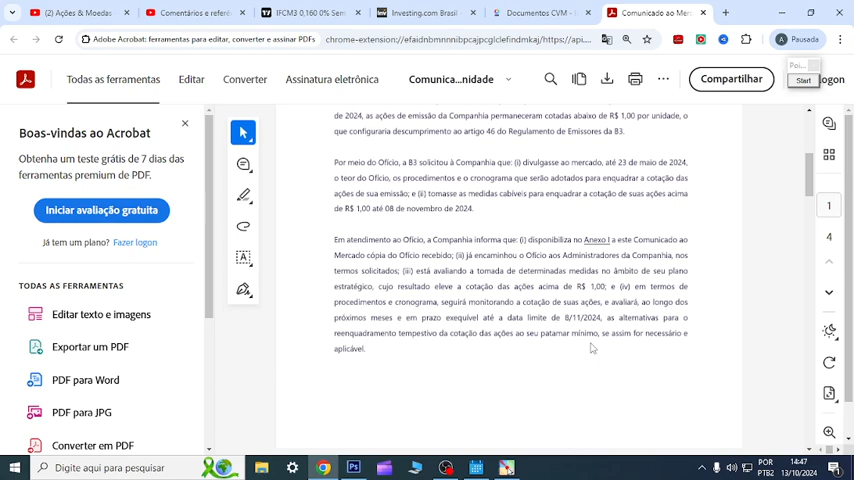 (2) Ações & Moedas
Comentários e referê
IFCM3 0,160 0% Sem
Investing.com Brasil -
Documentos CVM -
Comunicado ao Mer
Adobe Acrobat: ferramentas para editar, converter e assinar PDFs
chrome-extension://efaidnbmnnnibpcajpcglclefindmkaj/https://api....
A Pausada
Poi...
Start
Todas as ferramentas
Editar
Converter
Assinatura eletrônica
Comunica...nidade
Compartilhar
logon
Boas-vindas ao Acrobat
Obtenha um teste grátis de 7 dias das
ferramentas premium de PDF.
Iniciar avaliação gratuita
Já tem um plano? Fazer logon
TODAS AS FERRAMENTAS
Editar texto e imagens
Exportar um PDF
PDF para Word
PDF para JPG
Converter em PDF
de 2024, as ações de emissão da Companhia permaneceram cotadas abaixo de R$ 1,00 por unidade, o
que configuraria descumprimento ao artigo 46 do Regulamento de Emissores da B3.
Por meio do Ofício, a B3 solicitou à Companhia que: (i) divulgasse ao mercado, até 23 de maio de 2024,
o teor do Ofício, os procedimentos e o cronograma que serão adotados para enquadrar a cotação das
ações de sua emissão; e (ii) tomasse as medidas cabíveis para enquadrar a cotação de suas ações acima
de R$ 1,00 até 08 de novembro de 2024.
Em atendimento ao Ofício, a Companhia informa que: (i) disponibiliza no Anexo I a este Comunicado ao
Mercado cópia do Ofício recebido; (ii) já encaminhou o Ofício aos Administradores da Companhia, nos
termos solicitados; (iii) está avaliando a tomada de determinadas medidas no âmbito de seu plano
estratégico, cujo resultado eleve a cotação das ações acima de R$ 1,00; e (iv) em termos de
procedimentos e cronograma, seguirá monitorando a cotação de suas ações, e avaliará, ao longo dos
próximos meses e em prazo exequível até a data limite de 8/11/2024, as alternativas para o
reenquadramento tempestivo da cotação das ações ao seu patamar mínimo, se assim for necessário e
aplicável.
1
4
Digite aqui para pesquisar
POR
PTB2
14:47
13/10/2024